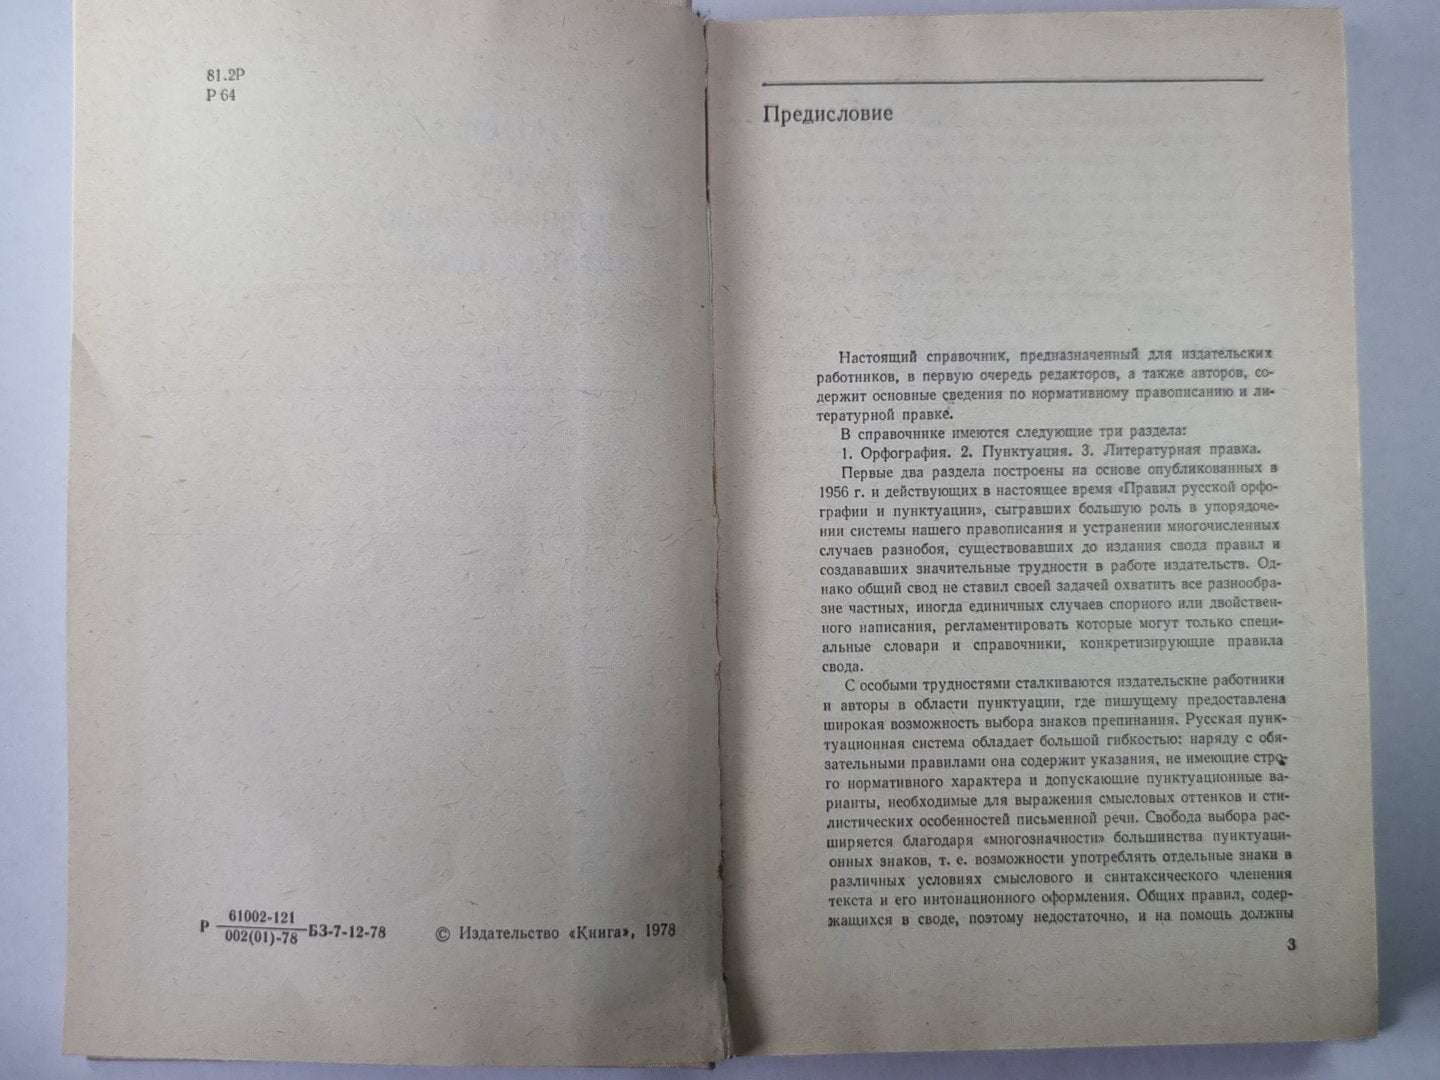 81.2Р
Р 64
Р 61002-121 БЗ-7-12-78
002(01)-78
© Издательство «Книга», 1978
Предисловие
Настоящий справочник, предназначенный для издательских
работников, в первую очередь редакторов, а также авторов, со-
держит основные сведения по нормативному правописанию и ли-
тературной правке.
В справочнике имеются следующие три раздела:
1. Орфография. 2. Пунктуация. 3. Литературная правка.
Первые два раздела построены на основе опубликованных в
1956 г. и действующих в настоящее время «Правил русской орфо-
графии и пунктуации», сыгравших большую роль в упорядоче-
нии системы нашего правописания и устранении многочисленных
случаев разнобоя, существовавших до издания свода правил и
создававших значительные трудности в работе издательств. Од-
нако общий свод не ставил своей задачей охватить все разнообра-
зие частных, иногда единичных случаев спорного или двойствен-
ного написания, регламентировать которые могут только специ-
альные словари и справочники, конкретизирующие правила
свода.
С особыми трудностями сталкиваются издательские работники
и авторы в области пунктуации, где пишущему предоставлена
широкая возможность выбора знаков препинания. Русская пунк-
туационная система обладает большой гибкостью: наряду с обя-
зательными правилами она содержит указания, не имеющие стро-
го нормативного характера и допускающие пунктуационные ва-
рианты, необходимые для выражения смысловых оттенков и сти-
листических особенностей письменной речи. Свобода выбора рас-
ширяется благодаря «многозначности» большинства пунктуаци-
онных знаков, т. е. возможности употреблять отдельные знаки в
различных условиях смыслового и синтаксического членения
текста и его интонационного оформления. Общих правил, содер-
жащихся в своде, поэтому недостаточно, и на помощь должны
3